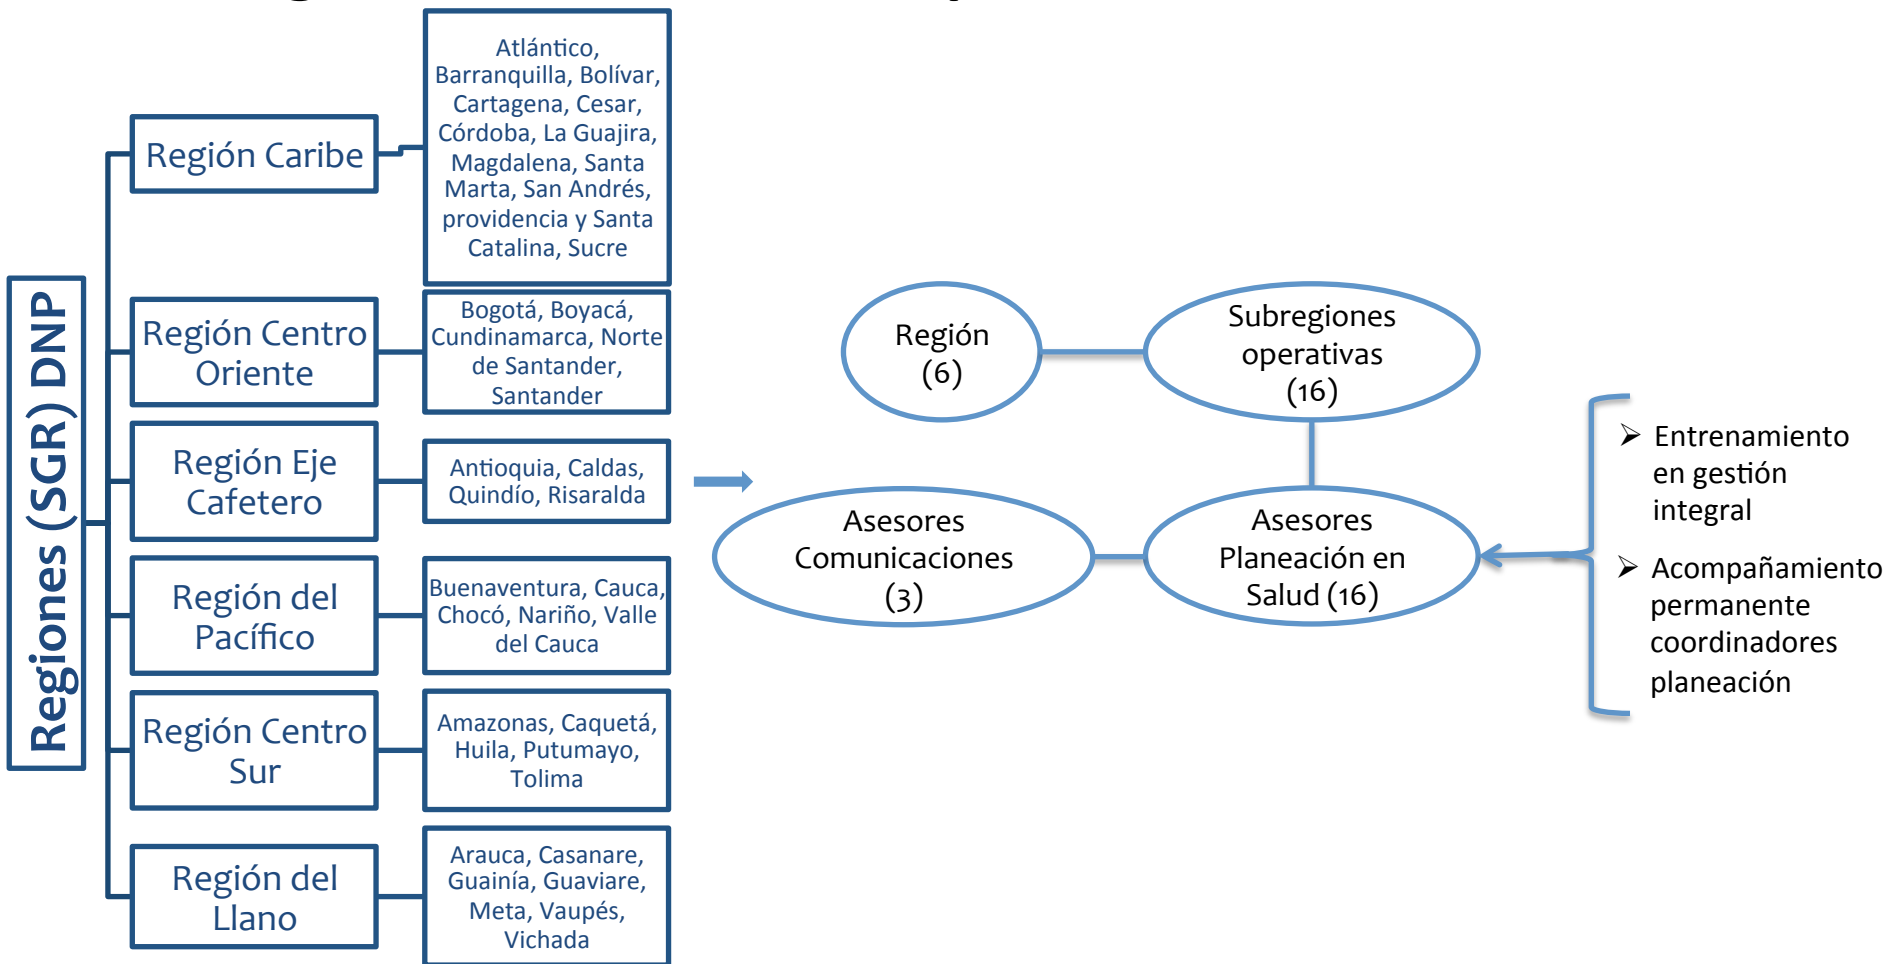 Regiones (SGR) DNP
Región Caribe
Atlántico,
Barranquilla, Bolívar,
Cartagena, Cesar,
Córdoba, La Guajira,
Magdalena, Santa
Marta, San Andrés,
providencia y Santa
Catalina, Sucre
Región Centro
Oriente
Bogotá, Boyacá,
Cundinamarca, Norte
de Santander,
Santander
Región Eje
Cafetero
Antioquia, Caldas,
Quindío, Risaralda
Región del
Pacífico
Buenaventura, Cauca,
Chocó, Nariño, Valle
del Cauca
Región Centro
Sur
Amazonas, Caquetá,
Huila, Putumayo,
Tolima
Región del
Llano
Arauca, Casanare,
Guainía, Guaviare,
Meta, Vaupés,
Vichada
Región
(6)
Subregiones
operativas
(16)
Asesores
Comunicaciones
(3)
Asesores
Planeación en
Salud (16)
➢ Entrenamiento
en gestión
integral
➢ Acompañamiento
permanente
coordinadores
planeación